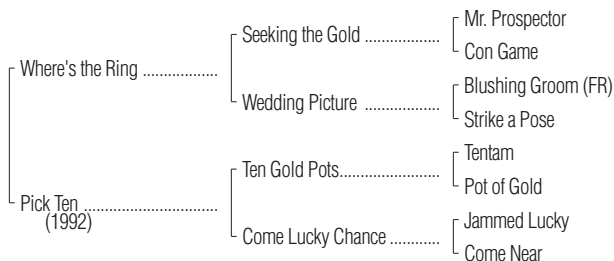 Mr. Prospector
Seeking the Gold ...................
Con Game
Where's the Ring ...................
Blushing Groom (FR)
Wedding Picture ...................
Strike a Pose
Tentam
Ten Gold Pots.........................
Pot of Gold
Pick Ten ..................................
(1992)
Jammed Lucky
Come Lucky Chance .............
Come Near